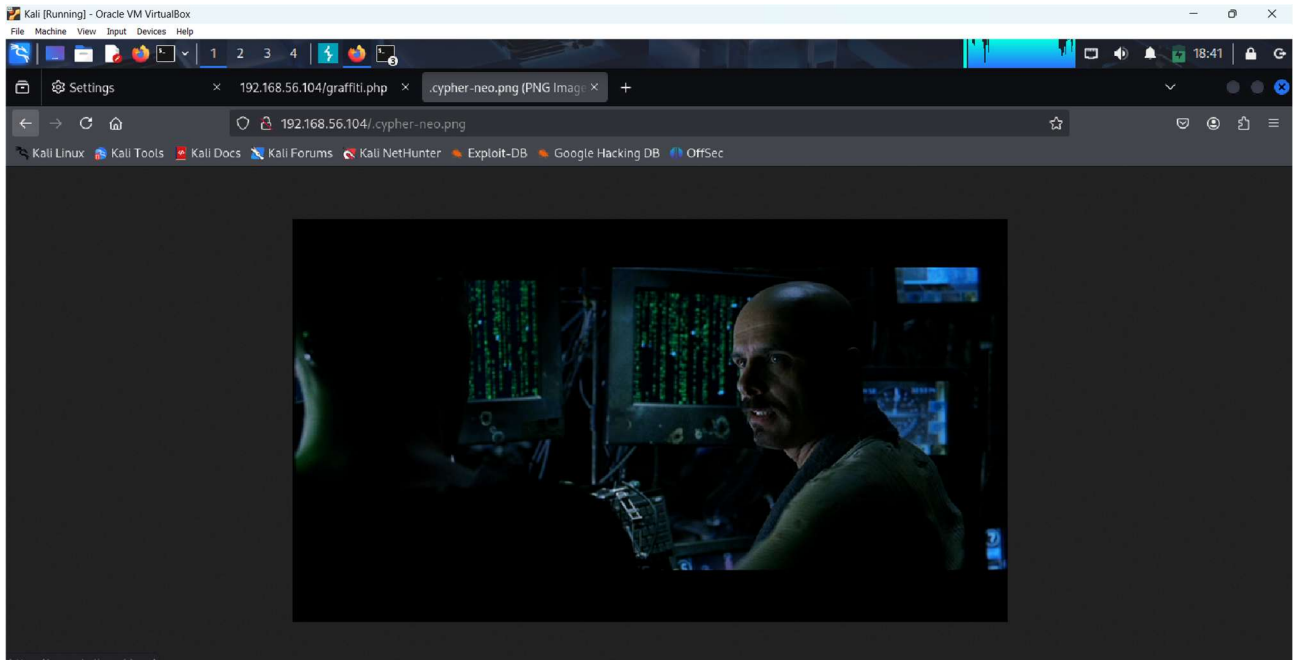 Kali [Running] - Oracle VM VirtualBox
File Machine View Input Devices Help
1 2 3 4 3 18:41
Settings 192.168.56.104/graffiti.php .cypher-neo.png (PNG Image
192.168.56.104/.cypher-neo.png
Kali Linux Kali Tools Kali Docs Kali Forums Kali NetHunter Exploit-DB Google Hacking DB OffSec